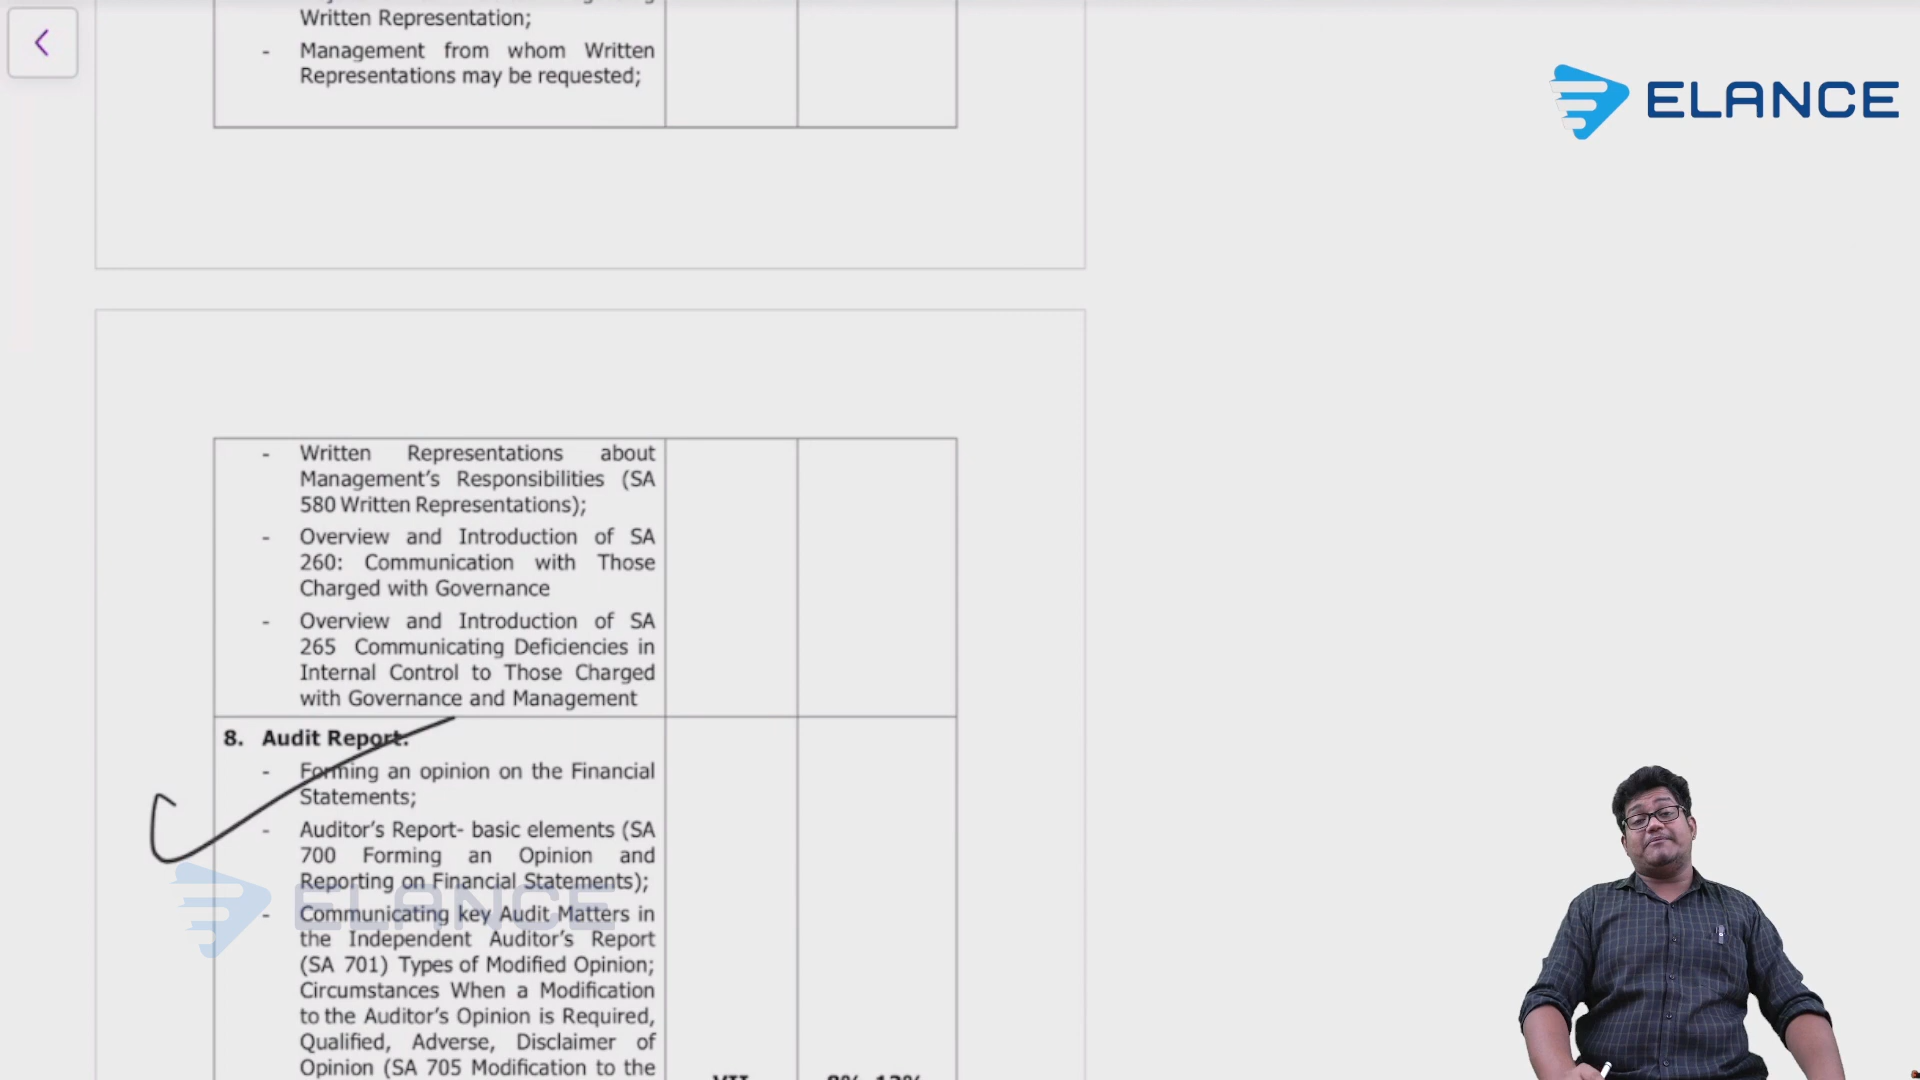 Written Representation;
- Management from whom Written
Representations may be requested;
ELANCE
- Written Representations about
Management's Responsibilities (SA
580 Written Representations);
- Overview and Introduction of SA
260: Communication with Those
Charged with Governance
- Overview and Introduction of SA
265 Communicating Deficiencies in
Internal Control to Those Charged
with Governance and Management
8. Audit Report:
- Forming an opinion on the Financial
Statements;
- Auditor's Report- basic elements (SA
700 Forming an Opinion and
Reporting on Financial Statements);
ELANCE
- Communicating key Audit Matters in
the Independent Auditor's Report
(SA 701) Types of Modified Opinion;
Circumstances When a Modification
to the Auditor's Opinion is Required,
Qualified, Adverse, Disclaimer of
Opinion (SA 705 Modification to the